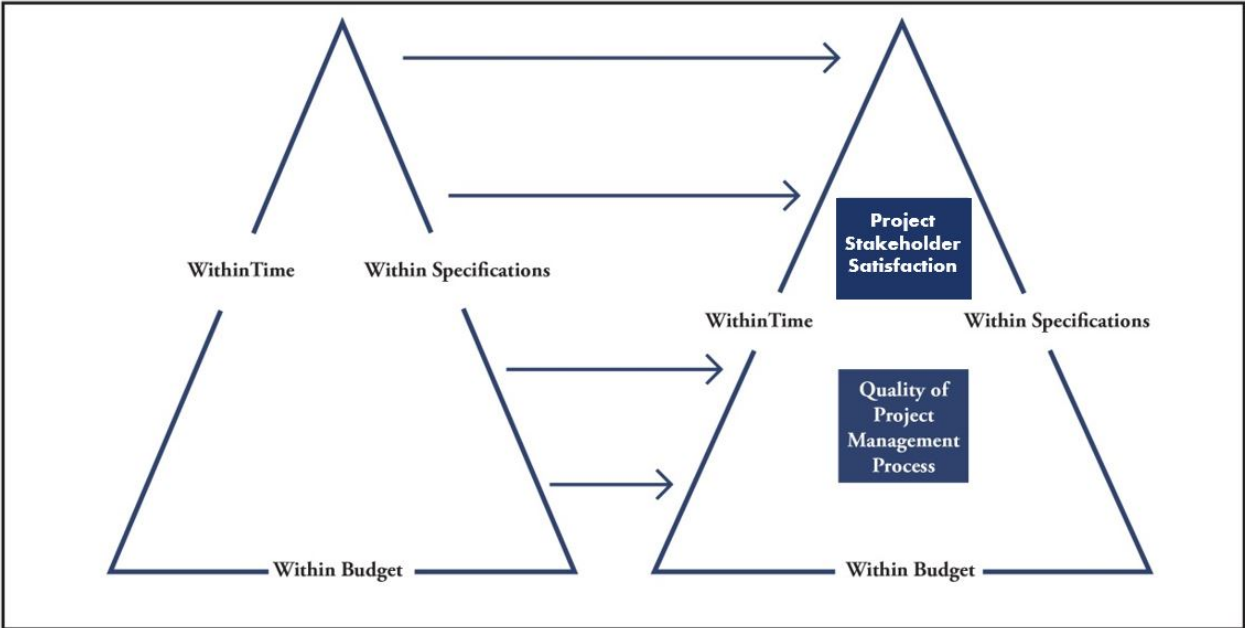 Project
Stakeholder
Satisfaction
WithinTime
Within Specifications
WithinTime
Within Specifications
Quality of
Project
Management
Process
Within Budget
Within Budget